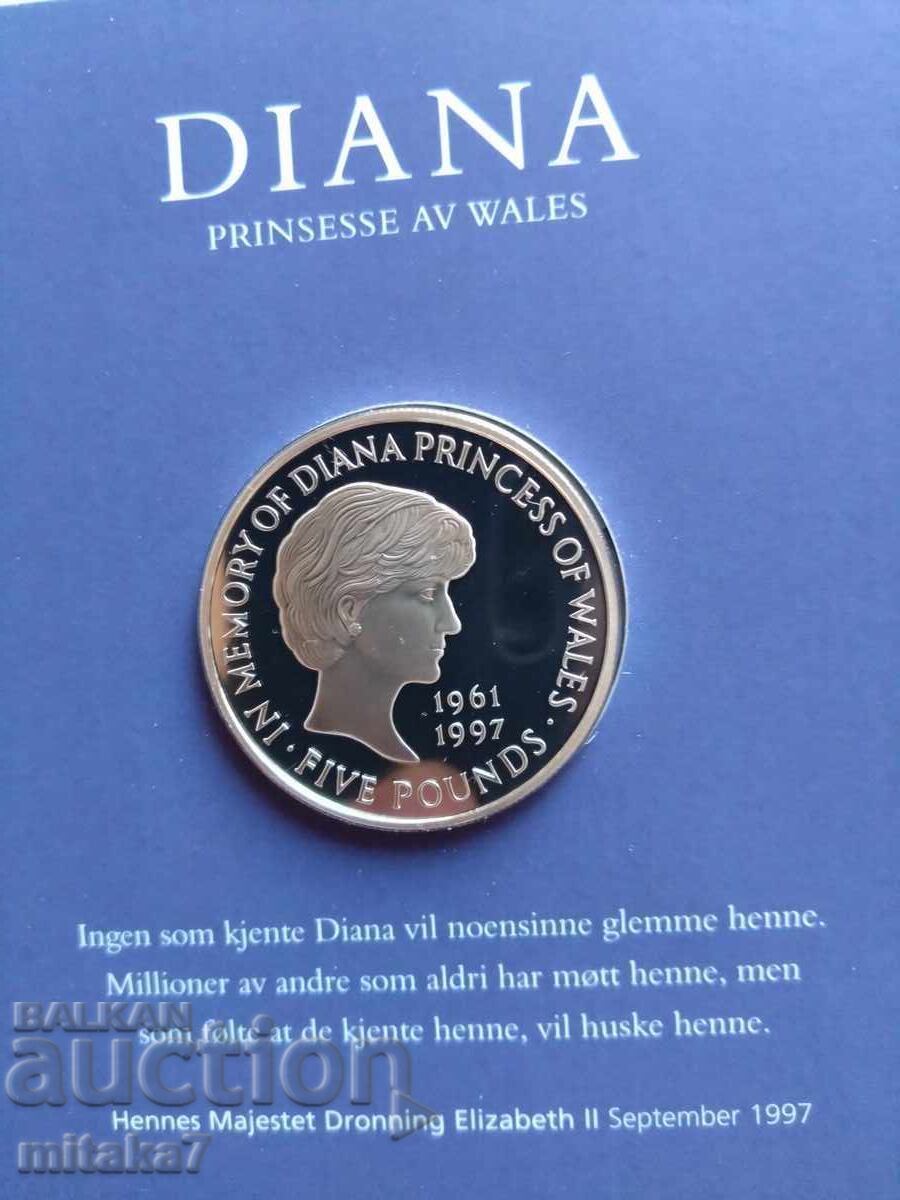 DIANA
PRINSESSE AV WALES
IN MEMORY OF DIANA PRINCESS OF WALES ·
1961
1997
FIVE POUNDS ·
Ingen som kjente Diana vil noensinne glemme henne.
Millioner av andre som aldri har møtt henne, men
som følte at de kjente henne, vil huske henne.
Hennes Majestet Dronning Elizabeth II September 1997
BALKAN
auction
mitaka7